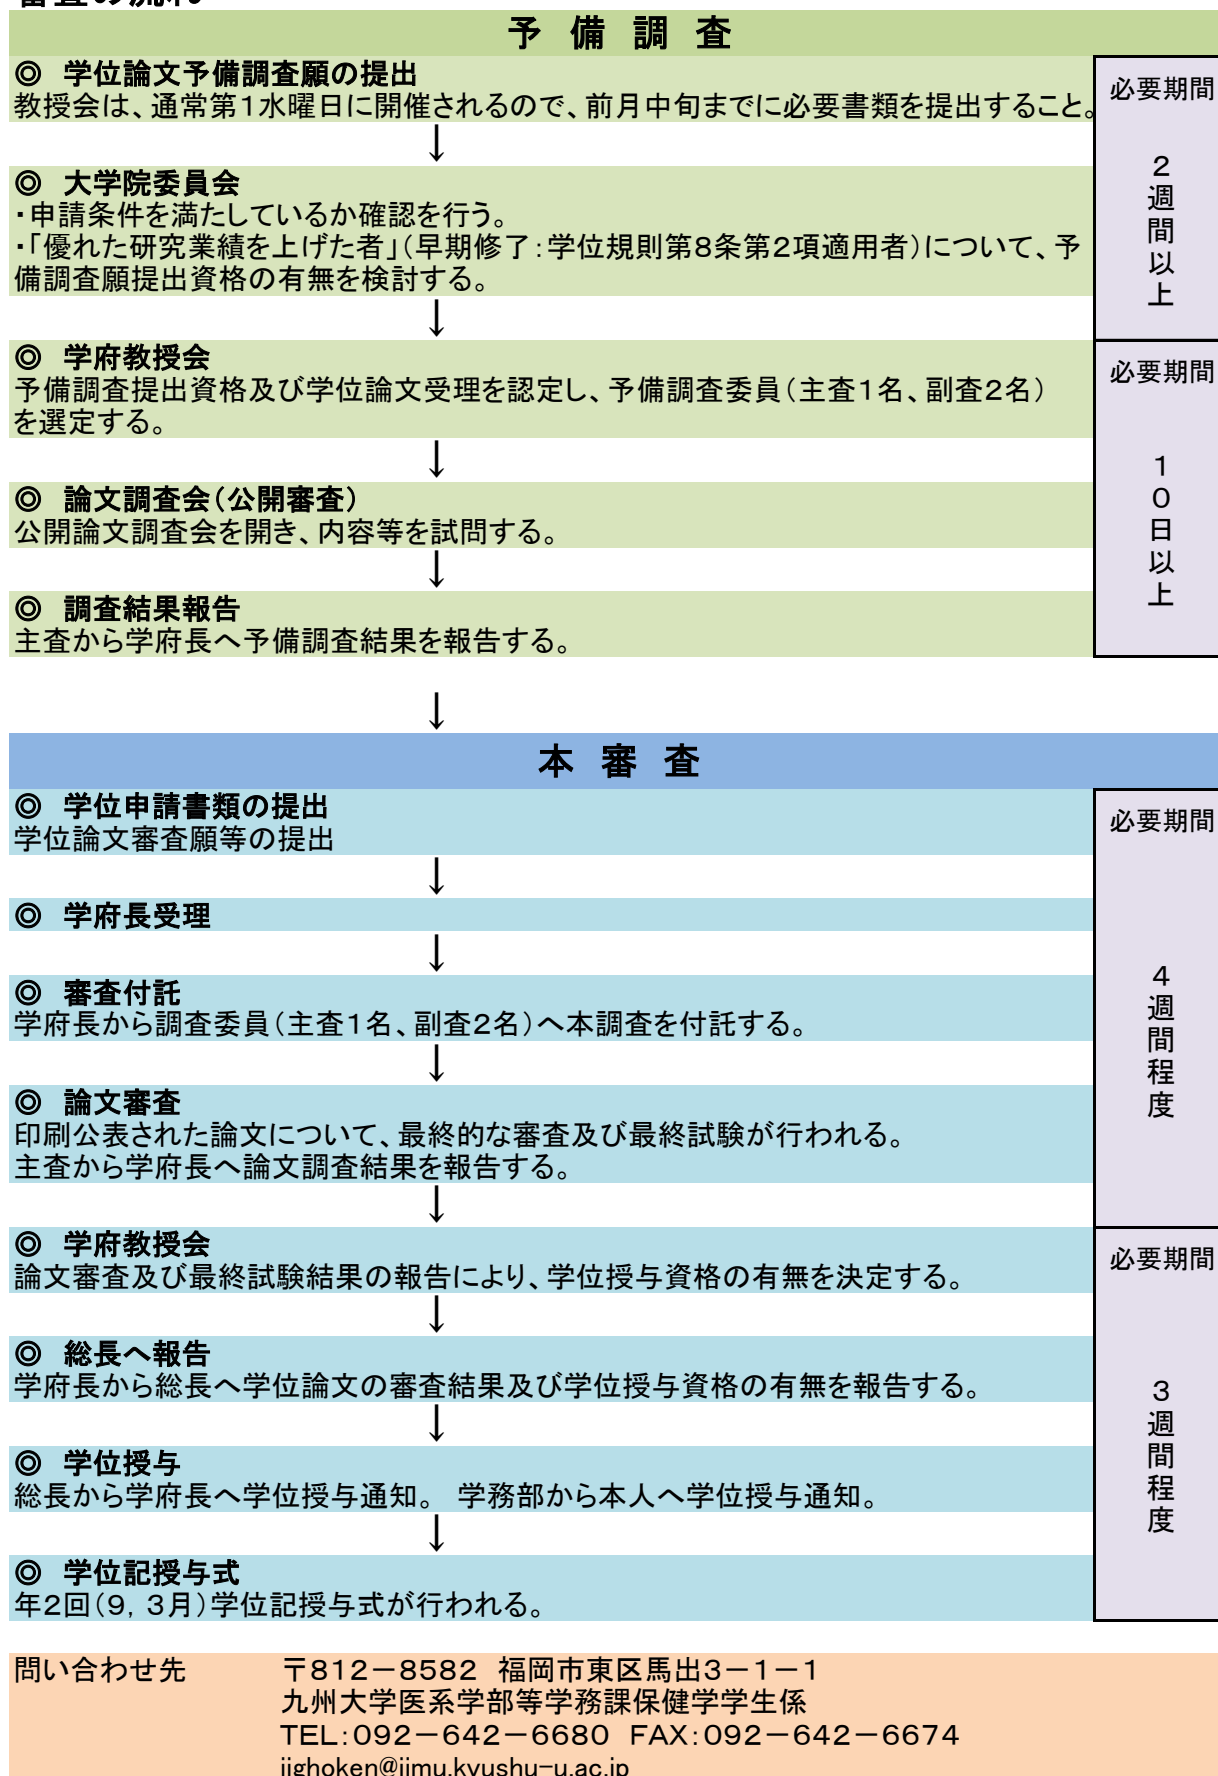 審査の流れ
予 備 調 査
◎ 学位論文予備調査願の提出
教授会は、通常第1水曜日に開催されるので、前月中旬までに必要書類を提出すること。
必要期間
2週間以上
↓
◎ 大学院委員会
・申請条件を満たしているか確認を行う。
・「優れた研究業績を上げた者」(早期修了:学位規則第8条第2項適用者)について、予
備調査願提出資格の有無を検討する。
↓
◎ 学府教授会
予備調査提出資格及び学位論文受理を認定し、予備調査委員(主査1名、副査2名)
を選定する。
必要期間
10日以上
↓
◎ 論文調査会(公開審査)
公開論文調査会を開き、内容等を試問する。
↓
◎ 調査結果報告
主査から学府長へ予備調査結果を報告する。
↓
本 審 査
◎ 学位申請書類の提出
学位論文審査願等の提出
必要期間
4週間程度
↓
◎ 学府長受理
↓
◎ 審査付託
学府長から調査委員(主査1名、副査2名)へ本調査を付託する。
↓
◎ 論文審査
印刷公表された論文について、最終的な審査及び最終試験が行われる。
主査から学府長へ論文調査結果を報告する。
↓
◎ 学府教授会
論文審査及び最終試験結果の報告により、学位授与資格の有無を決定する。
必要期間
3週間程度
↓
◎ 総長へ報告
学府長から総長へ学位論文の審査結果及び学位授与資格の有無を報告する。
↓
◎ 学位授与
総長から学府長へ学位授与通知。 学務部から本人へ学位授与通知。
↓
◎ 学位記授与式
年2回(9,3月)学位記授与式が行われる。
問い合わせ先 〒812-8582 福岡市東区馬出3-1-1
九州大学医系学部等学務課保健学学生係
TEL:092-642-6680 FAX:092-642-6674
jighoken@jimu.kyushu-u.ac.jp